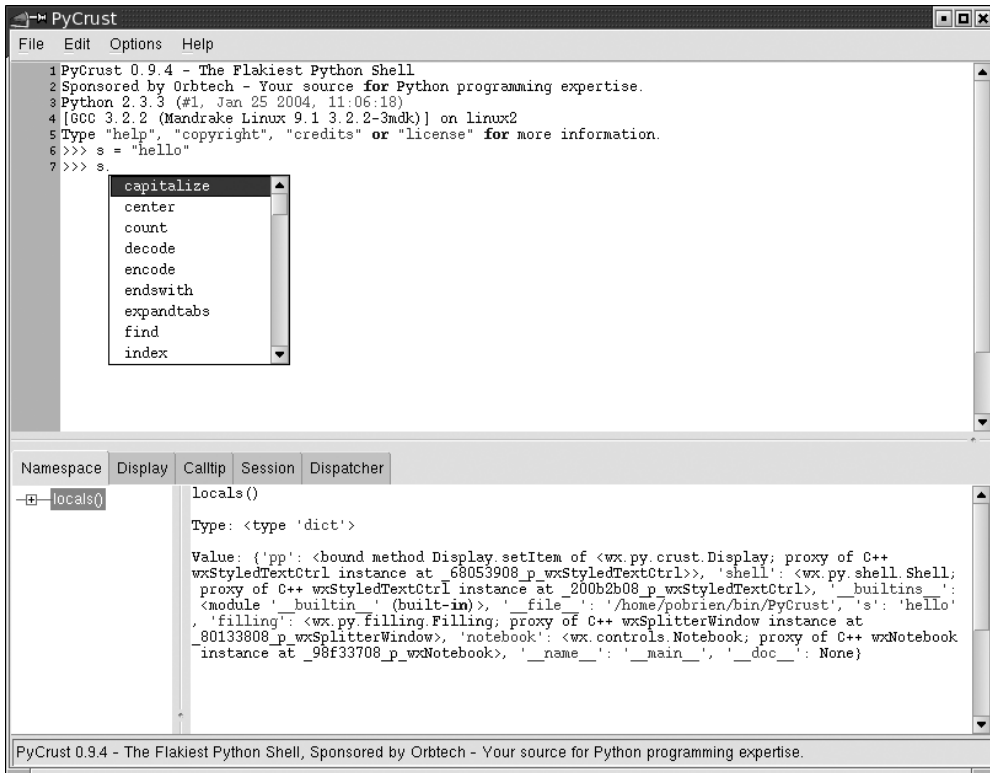 PyCrust
File Edit Options Help
1 PyCrust 0.9.4 - The Flakiest Python Shell
2 Sponsored by Orbtech - Your source for Python programming expertise.
3 Python 2.3.3 (#1, Jan 25 2004, 11:06:18)
4 [GCC 3.2.2 (Mandrake Linux 9.1 3.2.2-3mdk)] on linux2
5 Type "help", "copyright", "credits" or "license" for more information.
6 >>> s = "hello"
7 >>> s.
capitalize
center
count
decode
encode
endswith
expandtabs
find
index
Namespace Display Calltip Session Dispatcher
locals()
locals()
Type: <type 'dict'>
Value: {'pp': <bound method Display.setItem of <wx.py.crust.Display; proxy of C++
wxStyledTextCtrl instance at _68053908_p_wxStyledTextCtrl>>, 'shell': <wx.py.shell.Shell;
proxy of C++ wxStyledTextCtrl instance at _200b2b08_p_wxStyledTextCtrl>, '__builtins__':
<module '__builtin__' (built-in)>, '__file__': '/home/pobrien/bin/PyCrust', 's': 'hello'
, 'filling': <wx.py.filling.Filling; proxy of C++ wxSplitterWindow instance at
_80133808_p_wxSplitterWindow>, 'notebook': <wx.controls.Notebook; proxy of C++ wxNotebook
instance at _98f33708_p_wxNotebook>, '__name__': '__main__', '__doc__': None}
PyCrust 0.9.4 - The Flakiest Python Shell, Sponsored by Orbtech - Your source for Python programming expertise.